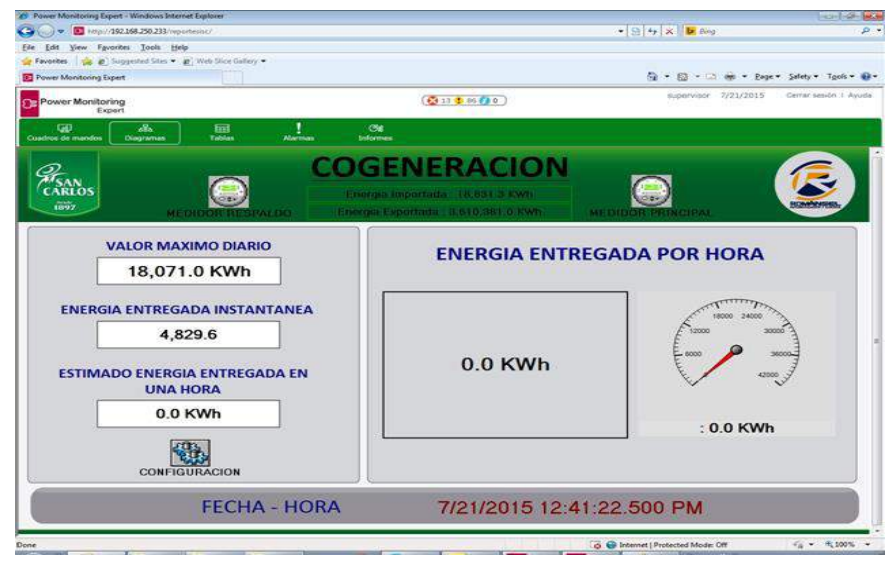 Power Monitoring Expert - Windows Internet Explorer
http://192.168.250.233/reportesisc/
Bing
File Edit View Favorites Tools Help
Favorites Suggested Sites Web Slice Gallery
Power Monitoring Expert
Page Safety Tools
Power Monitoring
Expert
13 86 0
supervisor 7/21/2015 Cerrar sesión | Ayuda
Cuadros de mandos Diagramas Tablas Alarmas Informes
SAN
CARLOS
desde
1897
COGENERACION
Energia Importada : 18,831.3 KWh
Energia Exportada : 3,610,381.0 KWh
MEDIDOR RESPALDO
MEDIDOR PRINCIPAL
VALOR MAXIMO DIARIO
18,071.0 KWh
ENERGIA ENTREGADA INSTANTANEA
4,829.6
ESTIMADO ENERGIA ENTREGADA EN
UNA HORA
0.0 KWh
CONFIGURACION
ENERGIA ENTREGADA POR HORA
0.0 KWh
18000 24000
12000 30000
6000 36000
42000
: 0.0 KWh
FECHA - HORA 7/21/2015 12:41:22.500 PM
Done
Internet | Protected Mode: Off
100%